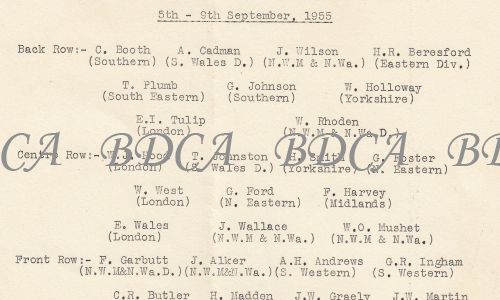 5th - 9th September, 1955
Back Row:- C. Booth A. Cadman J. Wilson H.R. Beresford
(Southern) (S. Wales D.) (N.W.M & N.Wa.) (Eastern Div.)
T. Plumb G. Johnson W. Holloway
(South Eastern) (Southern) (Yorkshire)
E.I. Tulip W. Rhoden
(London) (N.W.M & N.Wa.D.)
BDCA BDCA BDCA
Centre Row:- W.J. T. Johnston H. Smith G. Foster
(London) (S. Wales D.) (Yorkshire) (N. Eastern)
W. West G. Ford F. Harvey
(London) (N. Eastern) (Midlands)
E. Wales J. Wallace W.O. Mushet
(London) (N.W.M & N.Wa.) (N.W.M & N.Wa.)
Front Row:- F. Garbutt J. Alker A.H. Andrews G.R. Ingham
(N.W.M&N.Wa.D.) (N.W.M&N.Wa.) (S. Western) (S. Western)
C.R. Butler H. Madden J.W. Graely J.W. Martin